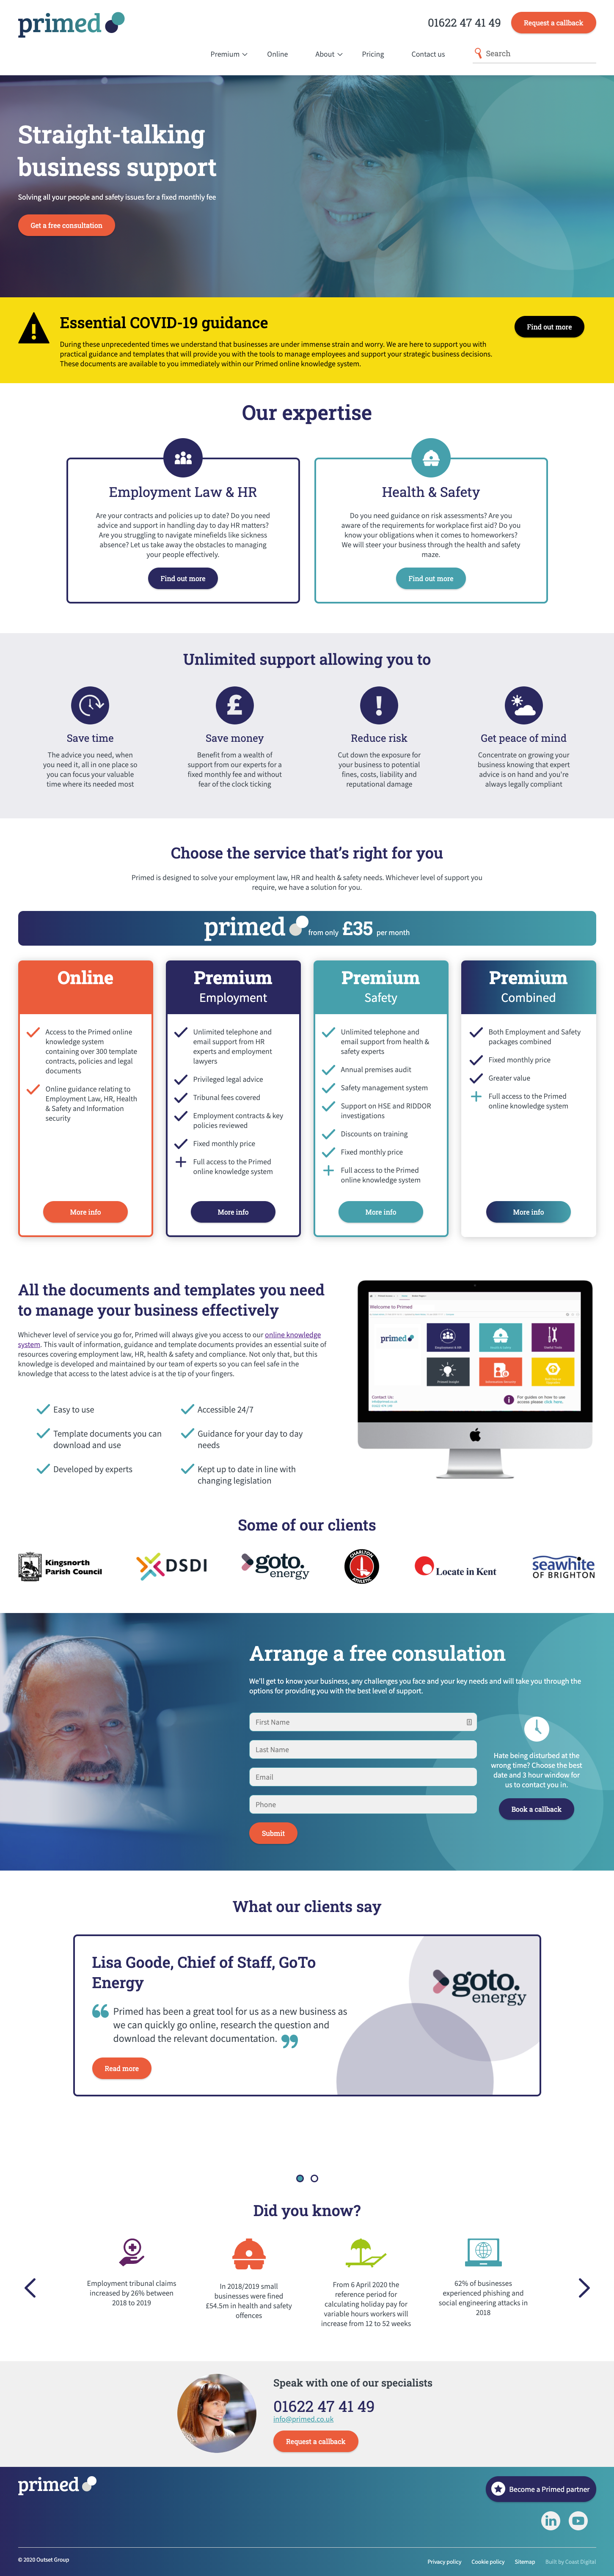 primed
01622 47 41 49
Request a callback
Premium
Online
About
Pricing
Contact us
Search
Straight-talking
business support
Solving all your people and safety issues for a fixed monthly fee
Get a free consultation
Essential COVID-19 guidance
During these unprecedented times we understand that businesses are under immense strain and worry. We are here to support you with
practical guidance and templates that will provide you with the tools to manage employees and support your strategic business decisions.
These documents are available to you immediately within our Primed online knowledge system.
Find out more
Our expertise
Employment Law & HR
Are your contracts and policies up to date? Do you need
advice and support in handling day to day HR matters?
Are you struggling to navigate minefields like sickness
absence? Let us take away the obstacles to managing
your people effectively.
Find out more
Health & Safety
Do you need guidance on risk assessments? Are you
aware of the requirements for workplace first aid? Do you
know your obligations when it comes to homeworkers?
We will steer your business through the health and safety
maze.
Find out more
Unlimited support allowing you to
Save time
The advice you need, when
you need it, all in one place so
you can focus your valuable
time where its needed most
Save money
Benefit from a wealth of
support from our experts for a
fixed monthly fee and without
fear of the clock ticking
Reduce risk
Cut down the exposure for
your business to potential
fines, costs, liability and
reputational damage
Get peace of mind
Concentrate on growing your
business knowing that expert
advice is on hand and you're
always legally compliant
Choose the service that's right for you
Primed is designed to solve your employment law, HR and health & safety needs. Whichever level of support you
require, we have a solution for you.
primed from only £35 per month
Online
Access to the Primed online
knowledge system
containing over 300 template
contracts, policies and legal
documents
Online guidance relating to
Employment Law, HR, Health
& Safety and Information
security
More info
Premium
Employment
Unlimited telephone and
email support from HR
experts and employment
lawyers
Privileged legal advice
Tribunal fees covered
Employment contracts & key
policies reviewed
Fixed monthly price
Full access to the Primed
online knowledge system
More info
Premium
Safety
Unlimited telephone and
email support from health &
safety experts
Annual premises audit
Safety management system
Support on HSE and RIDDOR
investigations
Discounts on training
Fixed monthly price
Full access to the Primed
online knowledge system
More info
Premium
Combined
Both Employment and Safety
packages combined
Fixed monthly price
Greater value
Full access to the Primed
online knowledge system
More info
All the documents and templates you need
to manage your business effectively
Whichever level of service you go for, Primed will always give you access to our online knowledge
system. This vault of information, guidance and template documents provides an essential suite of
resources covering employment law, HR, health & safety and compliance. Not only that, but this
knowledge is developed and maintained by our team of experts so you can feel safe in the
knowledge that access to the latest advice is at the tip of your fingers.
Easy to use
Accessible 24/7
Template documents you can
download and use
Guidance for your day to day
needs
Developed by experts
Kept up to date in line with
changing legislation
Welcome to Primed
primed
Contact Us:
For guides on how to use
access please click here.
Some of our clients
Kingsnorth
Parish Council
DSDI
goto.
energy
CHARLTON
ATHLETIC
Locate in Kent
seawhite
OF BRIGHTON
Arrange a free consulation
We'll get to know your business, any challenges you face and your key needs and will take you through the
options for providing you with the best level of support.
First Name
Last Name
Email
Phone
Submit
Hate being disturbed at the
wrong time? Choose the best
date and 3 hour window for
us to contact you in.
Book a callback
What our clients say
Lisa Goode, Chief of Staff, GoTo
Energy
Primed has been a great tool for us as a new business as
we can quickly go online, research the question and
download the relevant documentation.
Read more
goto.
energy
Did you know?
Employment tribunal claims
increased by 26% between
2018 to 2019
In 2018/2019 small
businesses were fined
£54.5m in health and safety
offences
From 6 April 2020 the
reference period for
calculating holiday pay for
variable hours workers will
increase from 12 to 52 weeks
62% of businesses
experienced phishing and
social engineering attacks in
2018
Speak with one of our specialists
01622 47 41 49
info@primed.co.uk
Request a callback
primed
Become a Primed partner
© 2020 Outset Group
Privacy policy
Cookie policy
Sitemap
Built by Coast Digital